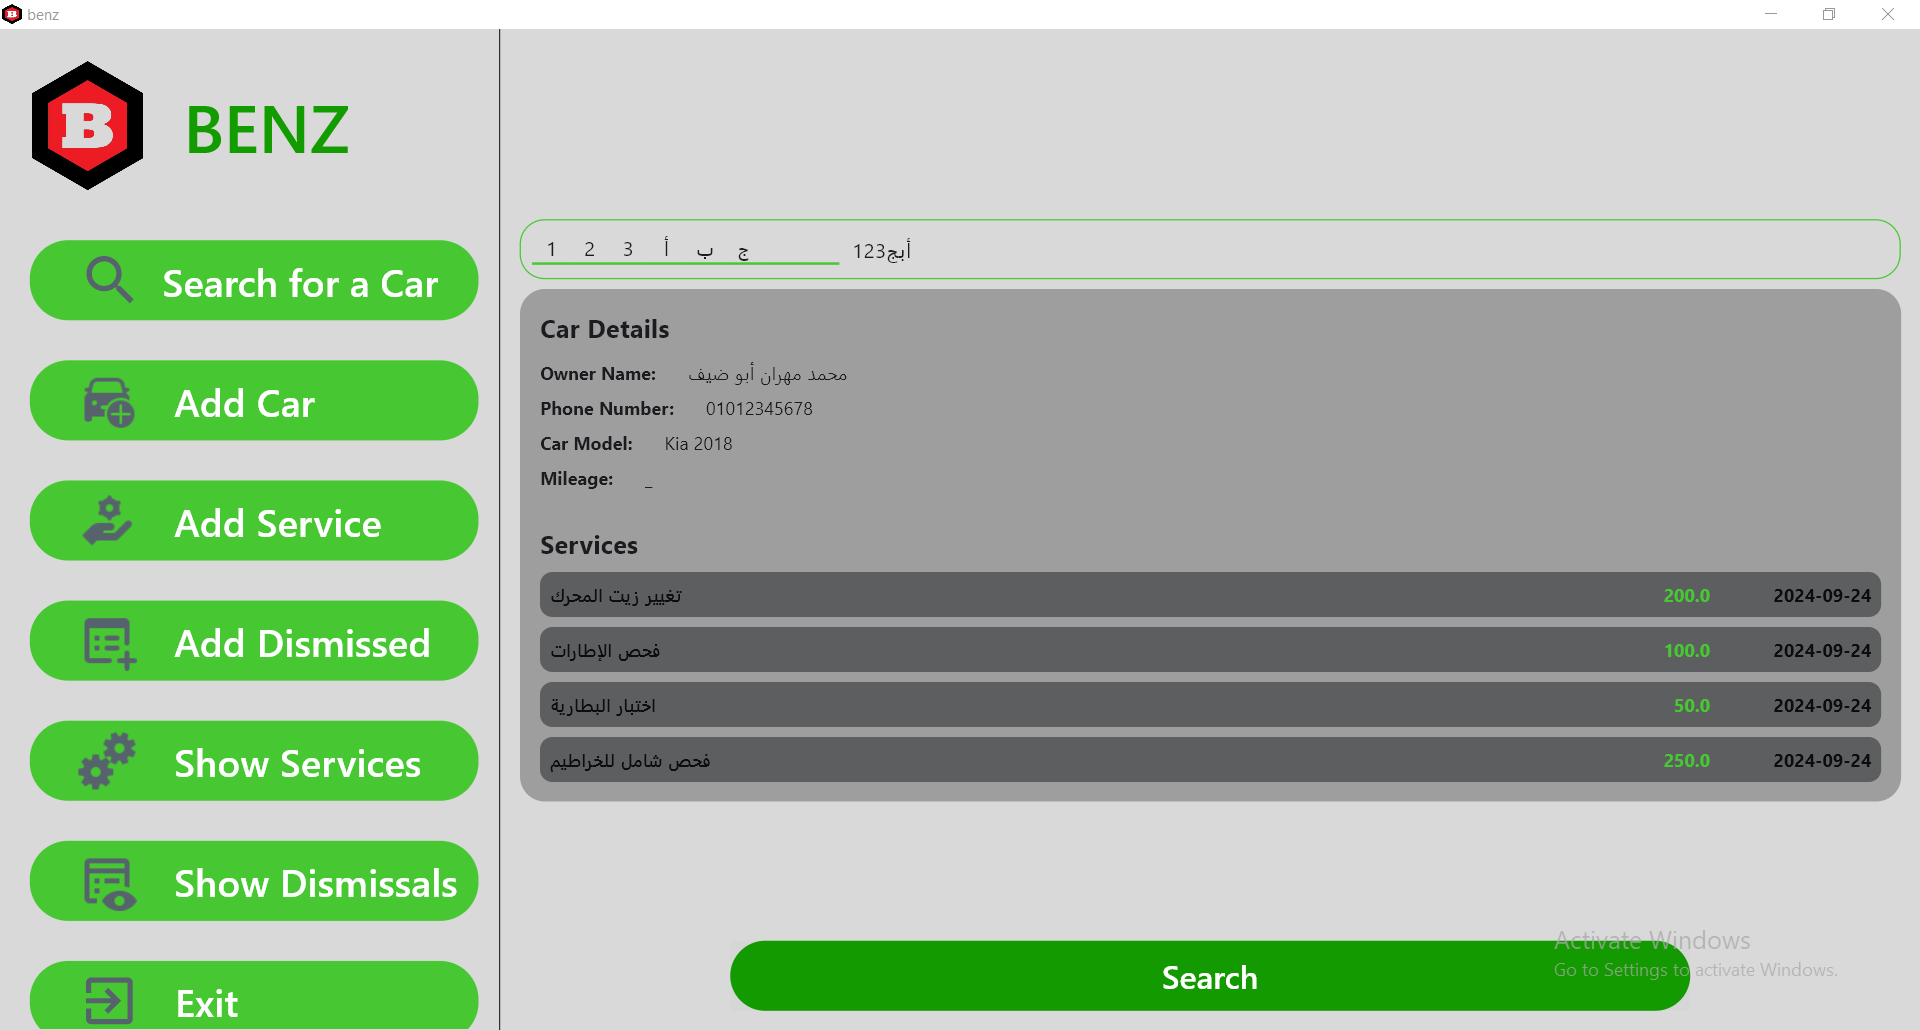 benz
BENZ
Search for a Car
Add Car
Add Service
Add Dismissed
Show Services
Show Dismissals
Exit
1 2 3 أ ب ج
أبج123
Car Details
Owner Name: محمد مهران أبو ضيف
Phone Number: 01012345678
Car Model: Kia 2018
Mileage: _
Services
تغيير زيت المحرك 200.0 2024-09-24
فحص الإطارات 100.0 2024-09-24
اختبار البطارية 50.0 2024-09-24
فحص شامل للخراطيم 250.0 2024-09-24
Search
Activate Windows
Go to Settings to activate Windows.